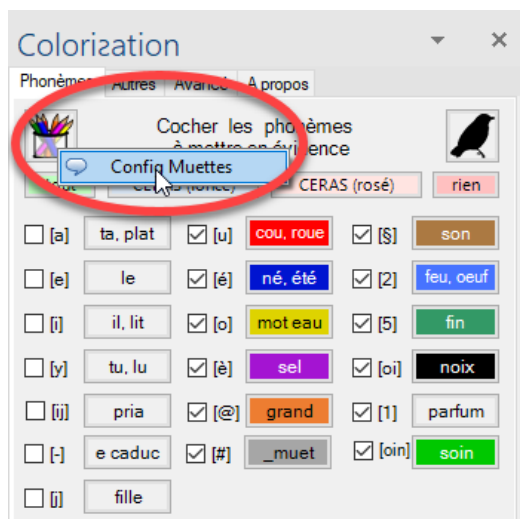 Coloriƨation
Phonèmes Autres Avancé A propos
Cocher les phonèmes
à mettre en évidence
Config Muettes
CERAS (foncé) CERAS (rosé) rien
[a] ta, plat [u] cou, roue [§] son
[e] le [é] né, été [2] feu, oeuf
[i] il, lit [o] mot eau [5] fin
[y] tu, lu [è] sel [oi] noix
[ij] pria [@] grand [1] parfum
[-] e caduc [#] _muet [oin] soin
[j] fille